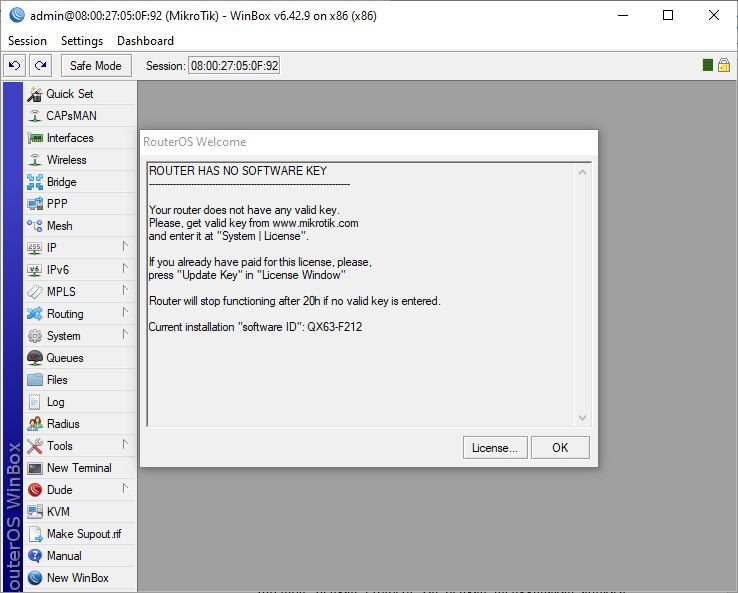 admin@08:00:27:05:0F:92 (MikroTik) - WinBox v6.42.9 on x86 (x86)
Session Settings Dashboard
Safe Mode Session: 08:00:27:05:0F:92
Quick Set
CAPsMAN
Interfaces
Wireless
Bridge
PPP
Mesh
IP
IPv6
MPLS
Routing
System
Queues
Files
Log
Radius
Tools
New Terminal
Dude
KVM
Make Supout.rif
Manual
New WinBox
outerOS WinBox
RouterOS Welcome
ROUTER HAS NO SOFTWARE KEY
-------------------------------------------------------------------
Your router does not have any valid key.
Please, get valid key from www.mikrotik.com
and enter it at "System | License".
If you already have paid for this license, please,
press "Update Key" in "License Window"
Router will stop functioning after 20h if no valid key is entered.
Current installation "software ID": QX63-F212
License... OK